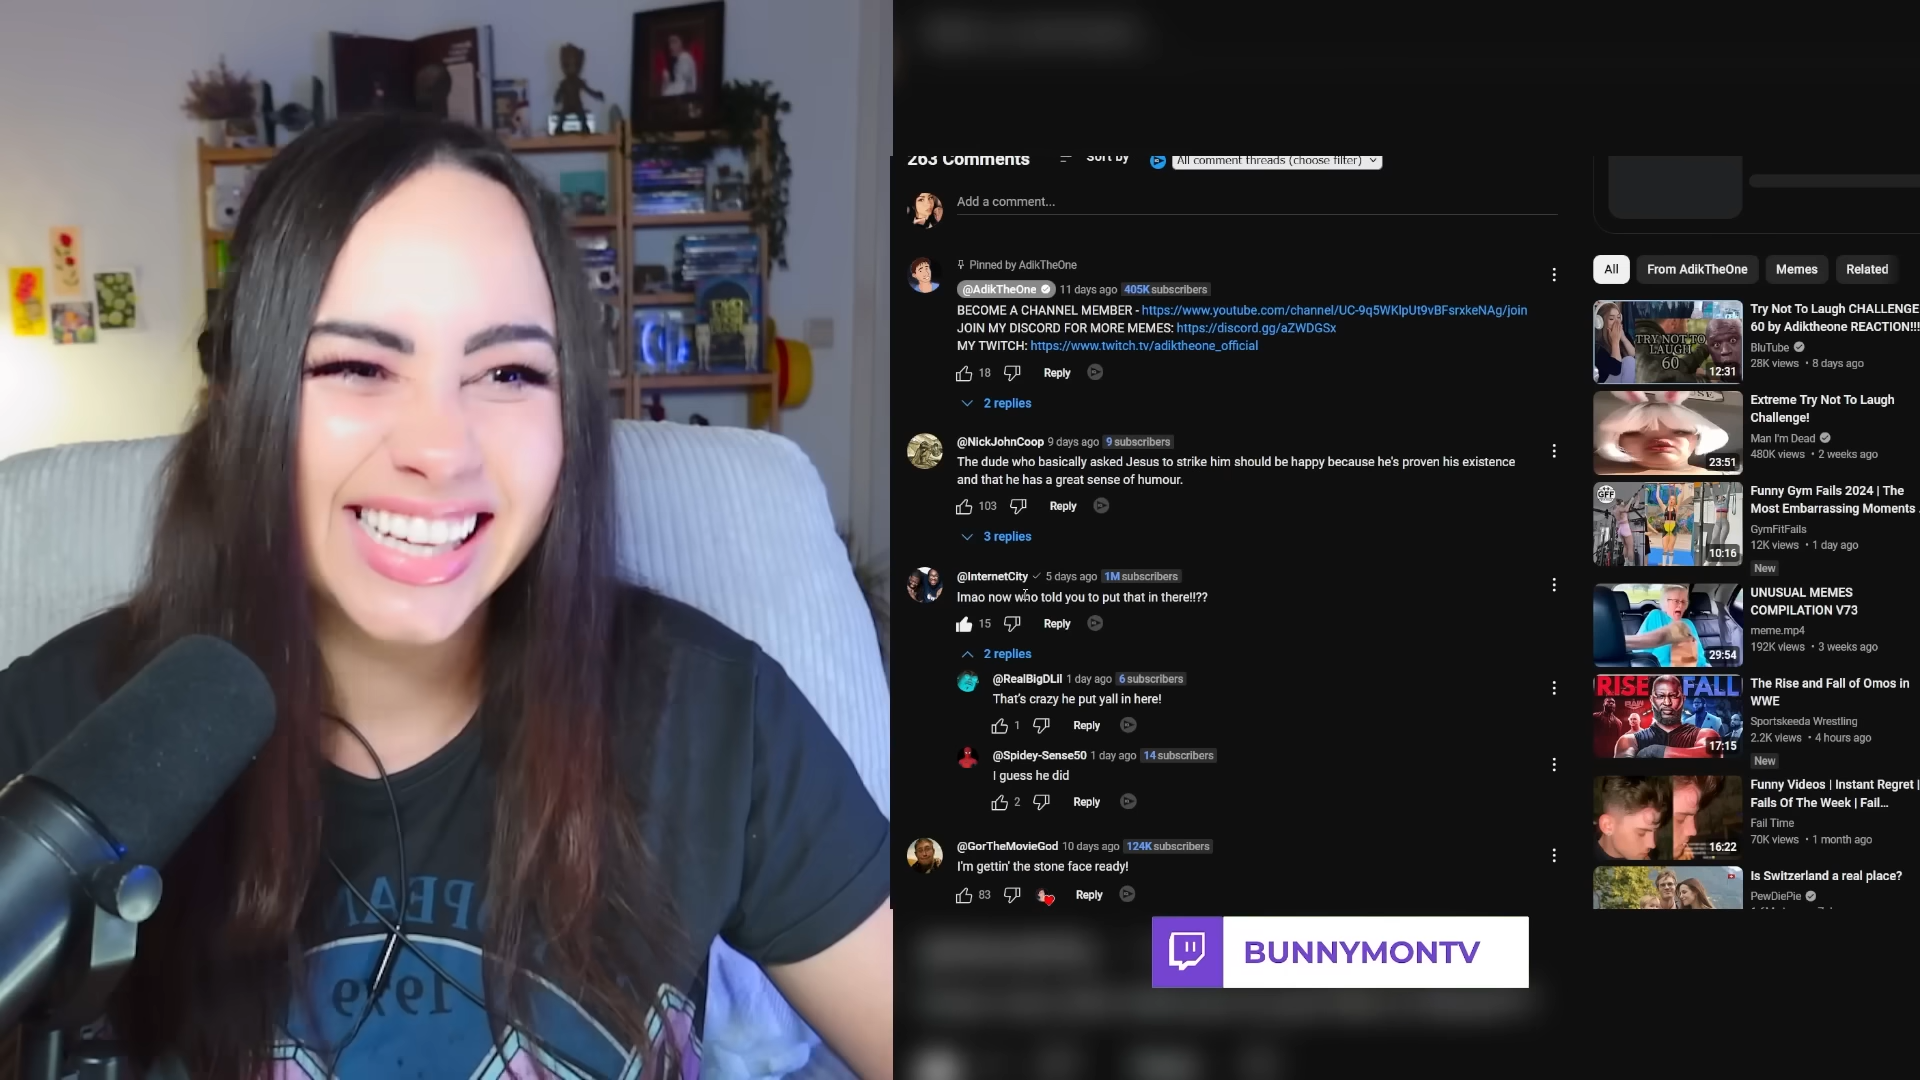 263 Comments
Sort by
All comment threads (choose filter)
Add a comment...
Pinned by AdikTheOne
@AdikTheOne 11 days ago 405K subscribers
BECOME A CHANNEL MEMBER - https://www.youtube.com/channel/UC-9q5WKlpUt9vBFsrxkeNAg/join
JOIN MY DISCORD FOR MORE MEMES: https://discord.gg/aZWDGSx
MY TWITCH: https://www.twitch.tv/adiktheone_official
18 Reply
2 replies
@NickJohnCoop 9 days ago 9 subscribers
The dude who basically asked Jesus to strike him should be happy because he's proven his existence
and that he has a great sense of humour.
103 Reply
3 replies
@InternetCity 5 days ago 1M subscribers
lmao now who told you to put that in there!!??
15 Reply
2 replies
@RealBigDLil 1 day ago 6 subscribers
That's crazy he put yall in here!
1 Reply
@Spidey-Sense50 1 day ago 14 subscribers
I guess he did
2 Reply
@GorTheMovieGod 10 days ago 124K subscribers
I'm gettin' the stone face ready!
83 Reply
BUNNYMONTV
All From AdikTheOne Memes Related
TRY NOT TO
LAUGH
60
12:31
Try Not To Laugh CHALLENGE
60 by Adiktheone REACTION!!!
BluTube
28K views • 8 days ago
23:51
Extreme Try Not To Laugh
Challenge!
Man I'm Dead
480K views • 2 weeks ago
GFF
10:16
Funny Gym Fails 2024 | The
Most Embarrassing Moments
GymFitFails
12K views • 1 day ago
New
29:54
UNUSUAL MEMES
COMPILATION V73
meme.mp4
192K views • 3 weeks ago
RISE FALL
17:15
The Rise and Fall of Omos in
WWE
Sportskeeda Wrestling
2.2K views • 4 hours ago
New
16:22
Funny Videos | Instant Regret |
Fails Of The Week | Fail...
Fail Time
70K views • 1 month ago
Is Switzerland a real place?
PewDiePie
1979